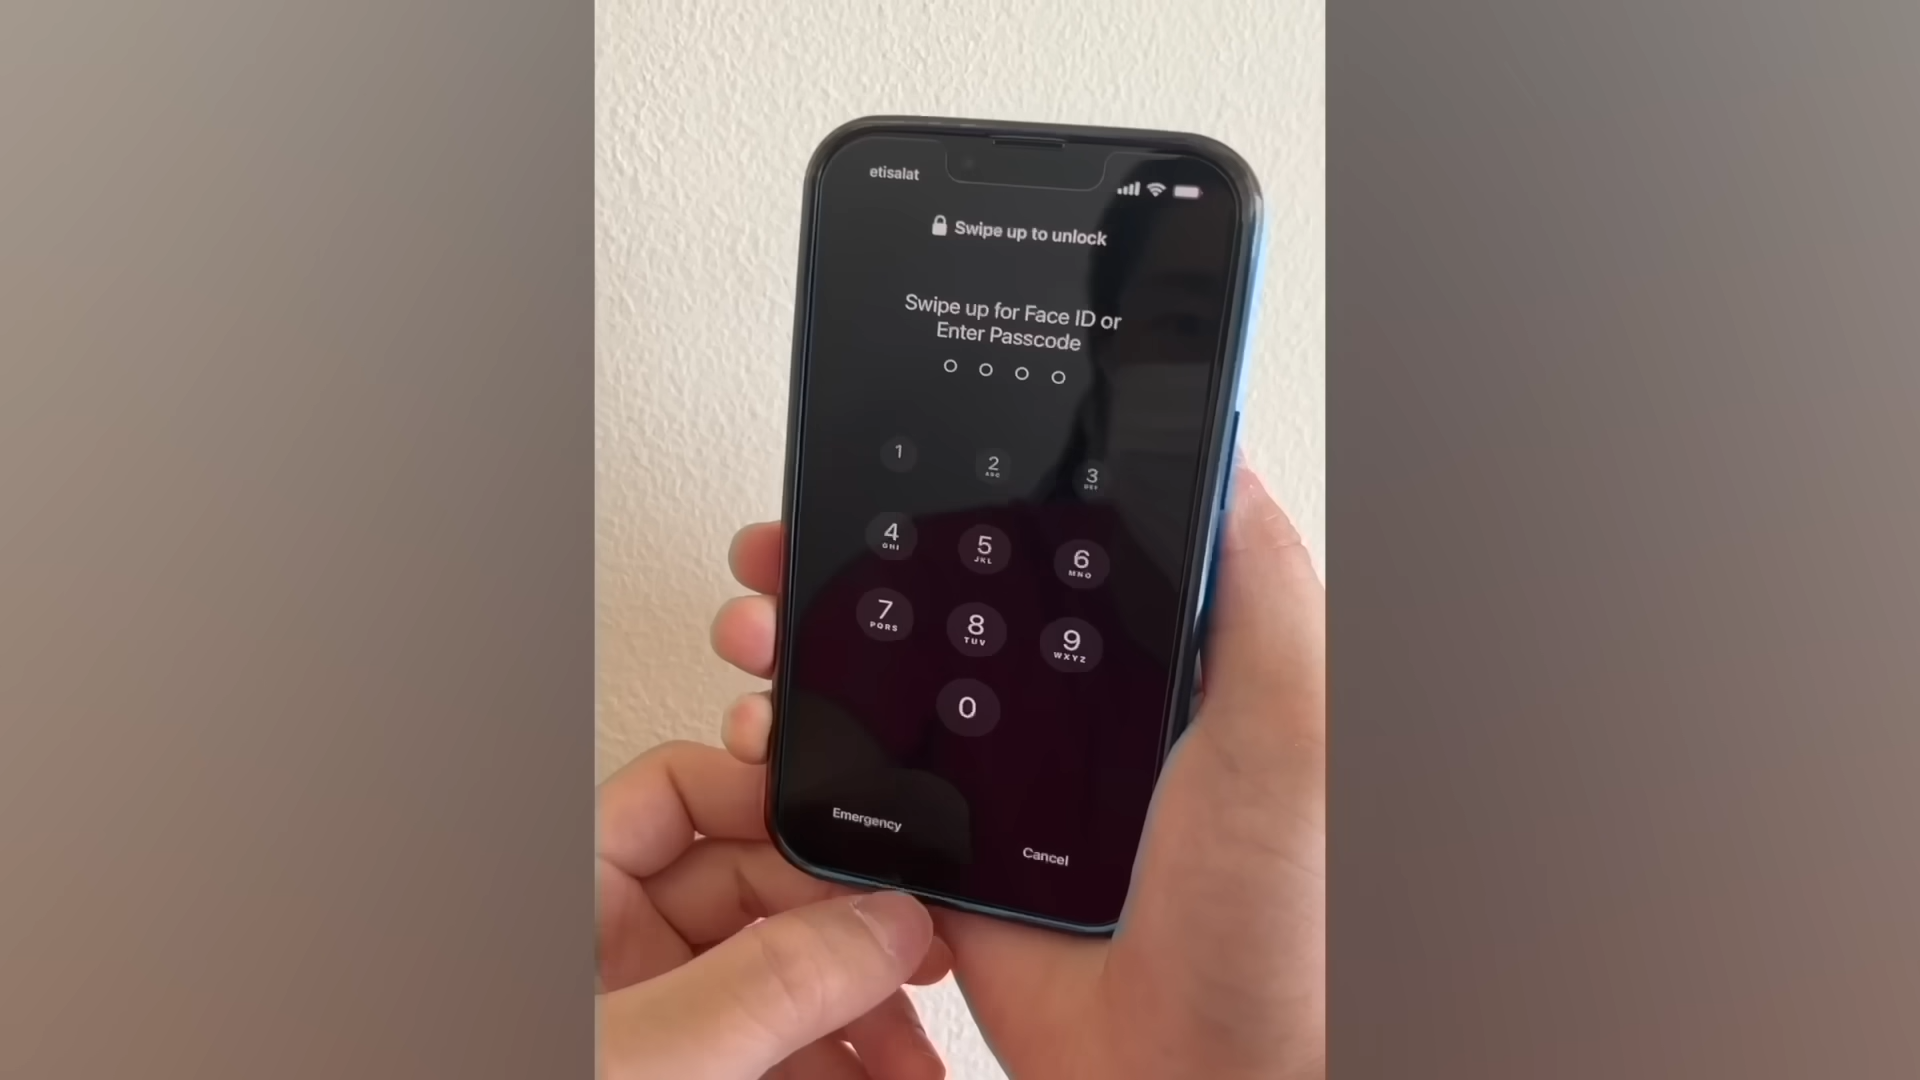 etisalat
Swipe up to unlock
Swipe up for Face ID or
Enter Passcode
1
2
ABC
3
DEF
4
GHI
5
JKL
6
MNO
7
PQRS
8
TUV
9
WXYZ
0
Emergency
Cancel